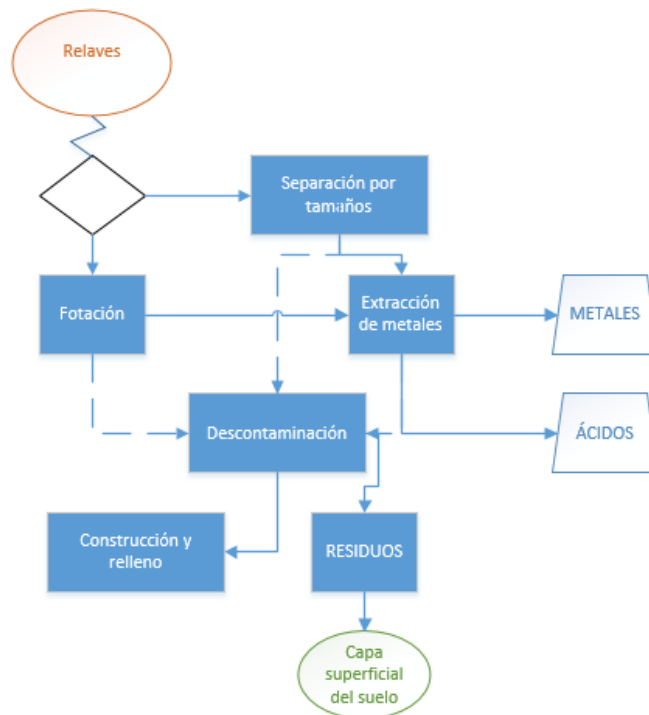 Relaves
Separación por
tamaños
Fotación
Extracción
de metales
METALES
Descontaminación
ÁCIDOS
Construcción y
relleno
RESIDUOS
Capa
superficial
del suelo